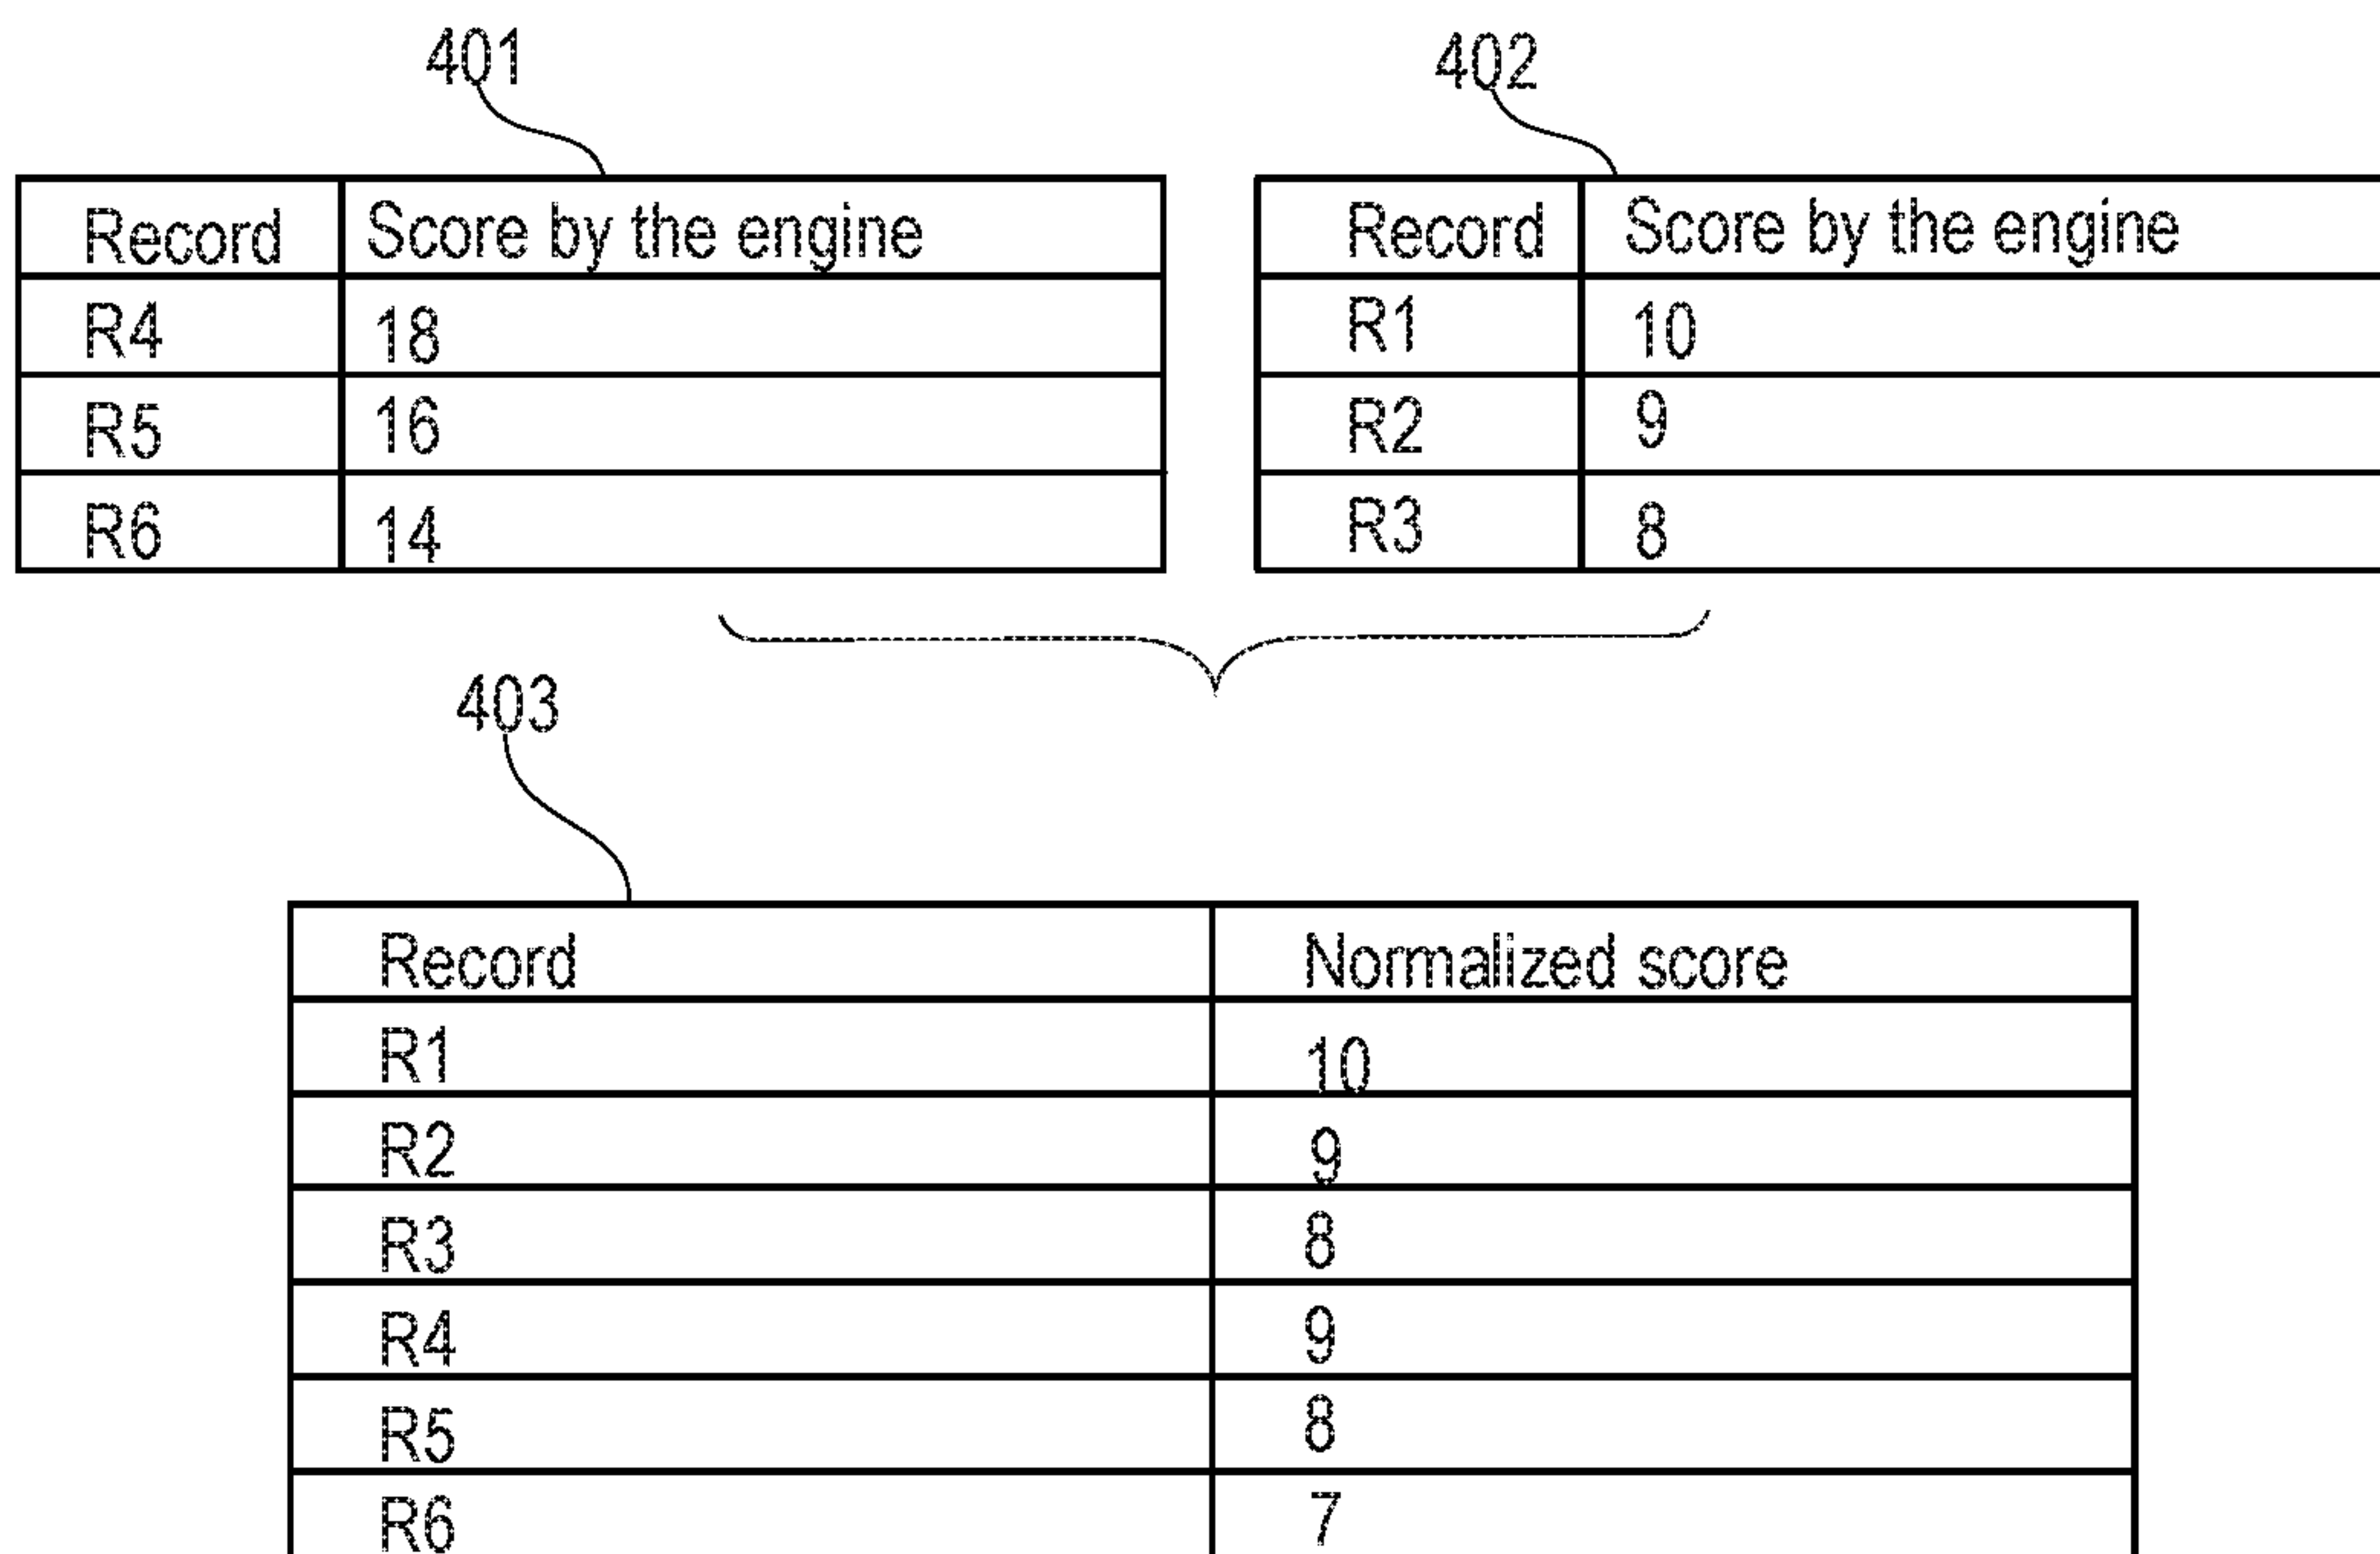 401
402
Record Score by the engine
R4 18
R5 16
R6 14
Record Score by the engine
R1 10
R2 9
R3 8
403
Record Normalized score
R1 10
R2 9
R3 8
R4 9
R5 8
R6 7